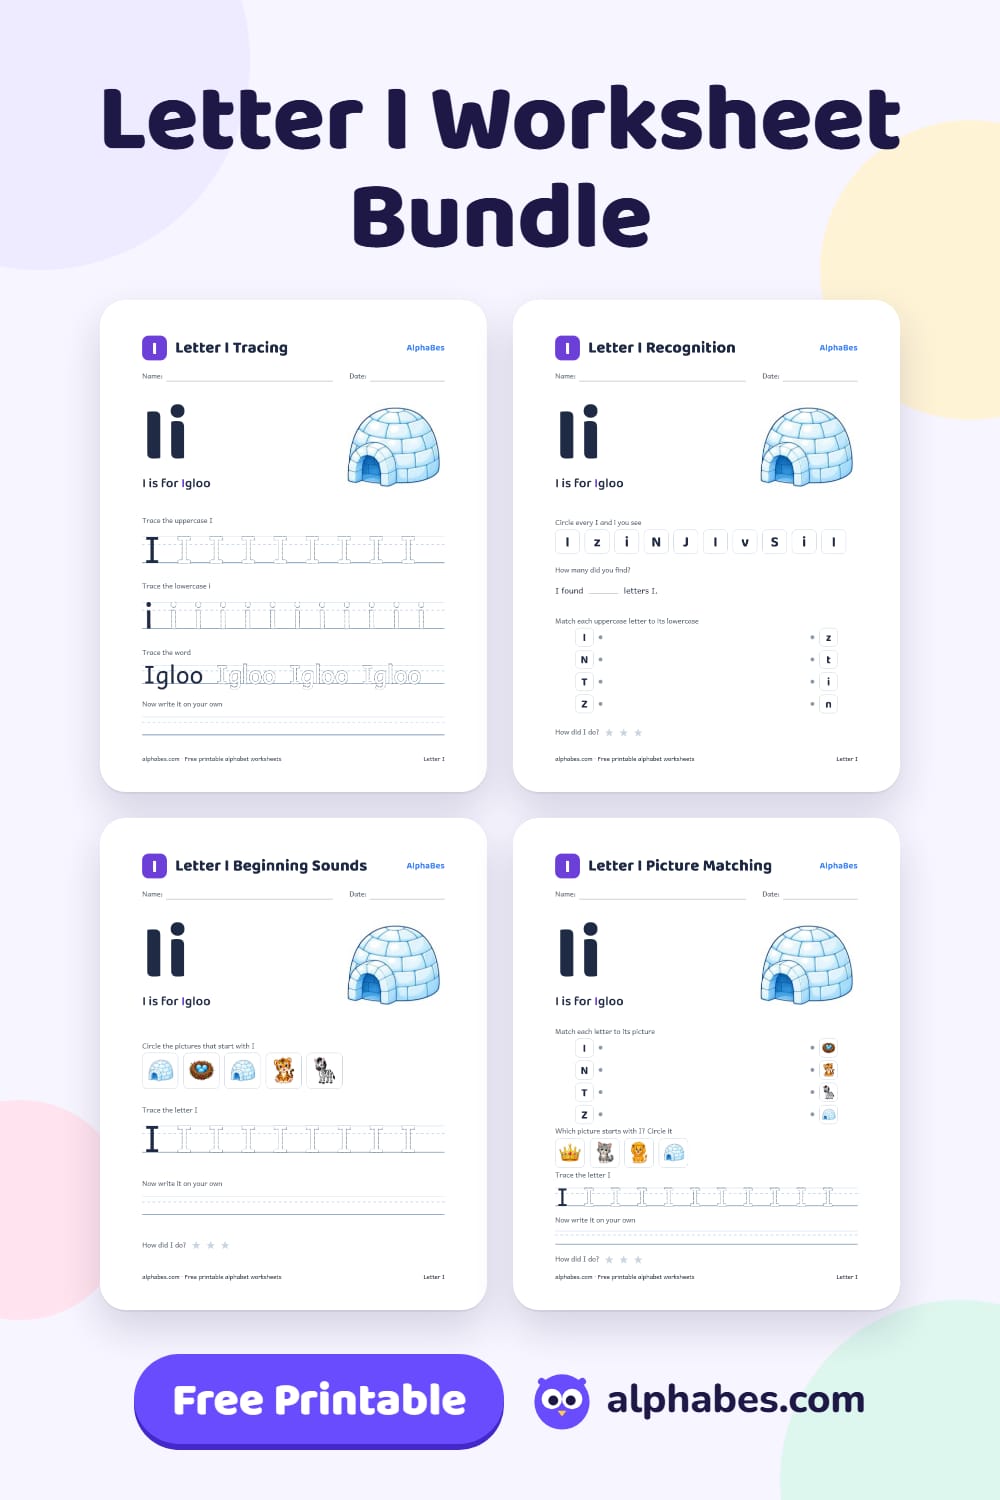 Letter I Worksheet
Bundle
I Letter I Tracing AlphaBes
Name: Date:
Ii
I is for Igloo
Trace the uppercase I
I I I I I I I I I
Trace the lowercase i
i i i i i i i i i i
Trace the word
Igloo Igloo Igloo Igloo
Now write it on your own
alphabes.com Free printable alphabet worksheets Letter I
I Letter I Recognition AlphaBes
Name: Date:
Ii
I is for Igloo
Circle every I and i you see
I z i N J I v S i I
How many did you find?
I found letters I.
Match each uppercase letter to its lowercase
I z
N t
T i
Z n
How did I do?
alphabes.com Free printable alphabet worksheets Letter I
I Letter I Beginning Sounds AlphaBes
Name: Date:
Ii
I is for Igloo
Circle the pictures that start with I
Trace the letter I
I I I I I I I I I
Now write it on your own
How did I do?
alphabes.com Free printable alphabet worksheets Letter I
I Letter I Picture Matching AlphaBes
Name: Date:
Ii
I is for Igloo
Match each letter to its picture
I
N
T
Z
Which picture starts with I? Circle it
Trace the letter I
I I I I I I I I I I I
Now write it on your own
How did I do?
alphabes.com Free printable alphabet worksheets Letter I
Free Printable alphabes.com